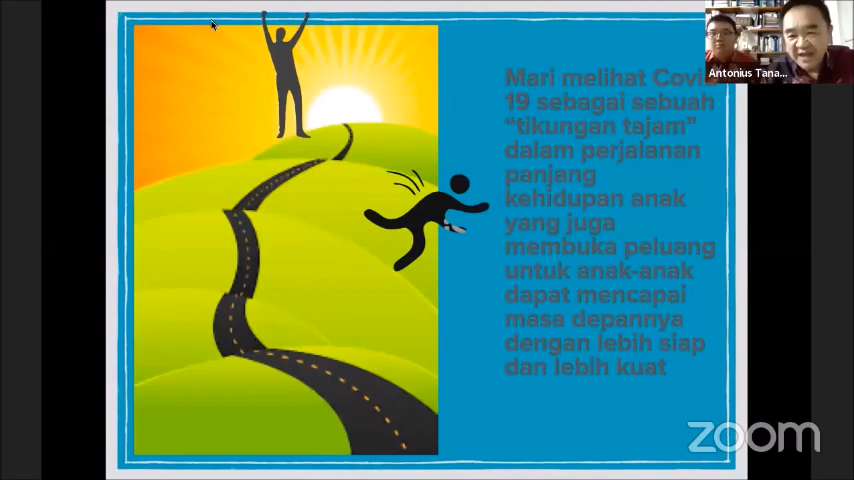 Mari melihat Covid
19 sebagai sebuah
“tikungan tajam”
dalam perjalanan
panjang
kehidupan anak
yang juga
membuka peluang
untuk anak-anak
dapat mencapai
masa depannya
dengan lebih siap
dan lebih kuat
Antonius Tana...
zoom